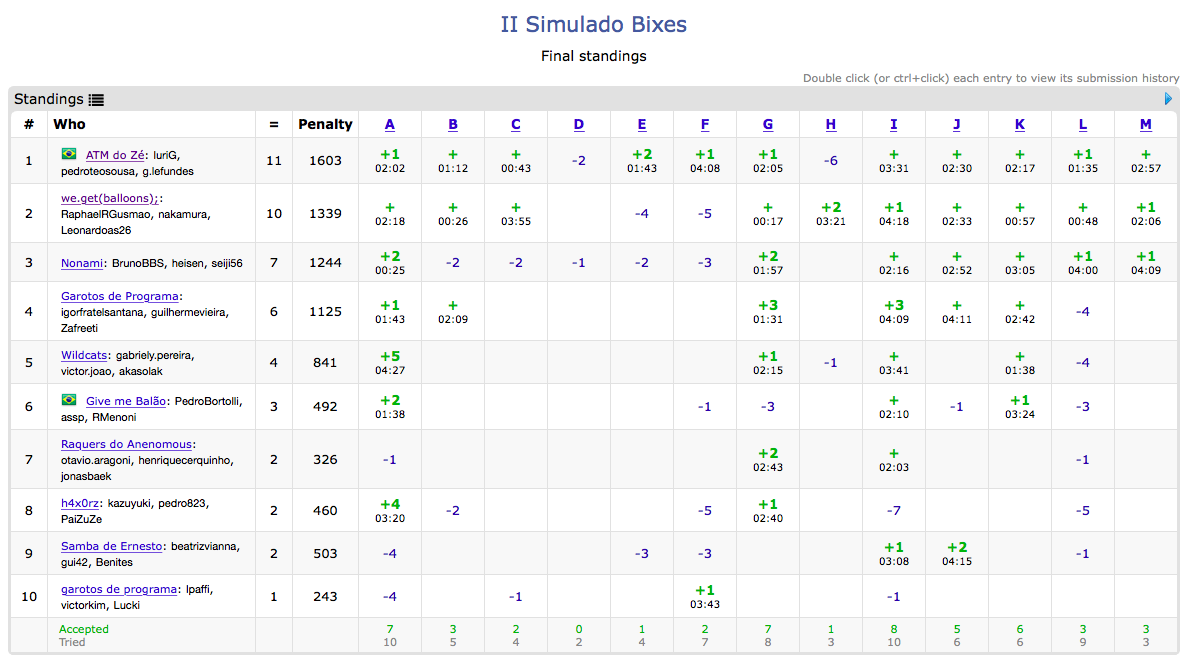 II Simulado Bixes
Final standings
Double click (or ctrl+click) each entry to view its submission history
Standings
# Who = Penalty A B C D E F G H I J K L M
1 ATM do Zé: IuriG, pedroteosousa, g.lefundes 11 1603 +1 02:02 + 01:12 + 00:43 -2 +2 01:43 +1 04:08 +1 02:05 -6 + 03:31 + 02:30 + 02:17 +1 01:35 + 02:57
2 we.get(balloons);: RaphaelRGusmao, nakamura, Leonardoas26 10 1339 + 02:18 + 00:26 + 03:55 -4 -5 + 00:17 +2 03:21 +1 04:18 + 02:33 + 00:57 + 00:48 +1 02:06
3 Nonami: BrunoBBS, heisen, seiji56 7 1244 +2 00:25 -2 -2 -1 -2 -3 +2 01:57 + 02:16 + 02:52 + 03:05 +1 04:00 +1 04:09
4 Garotos de Programa: igorfratelsantana, guilhermevieira, Zafreeti 6 1125 +1 01:43 + 02:09 +3 01:31 +3 04:09 + 04:11 + 02:42 -4
5 Wildcats: gabriely.pereira, victor.joao, akasolak 4 841 +5 04:27 +1 02:15 -1 + 03:41 + 01:38 -4
6 Give me Balão: PedroBortolli, assp, RMenoni 3 492 +2 01:38 -1 -3 + 02:10 -1 +1 03:24 -3
7 Raquers do Anenomous: otavio.aragoni, henriquecerquinho, jonasbaek 2 326 -1 +2 02:43 + 02:03 -1
8 h4x0rz: kazuyuki, pedro823, PaiZuZe 2 460 +4 03:20 -2 -5 +1 02:40 -7 -5
9 Samba de Ernesto: beatrizvianna, gui42, Benites 2 503 -4 -3 -3 +1 03:08 +2 04:15 -1
10 garotos de programa: lpaffi, victorkim, Lucki 1 243 -4 -1 +1 03:43 -1
Accepted 7 3 2 0 1 2 7 1 8 5 6 3 3
Tried 10 5 4 2 4 7 8 3 10 6 6 9 3